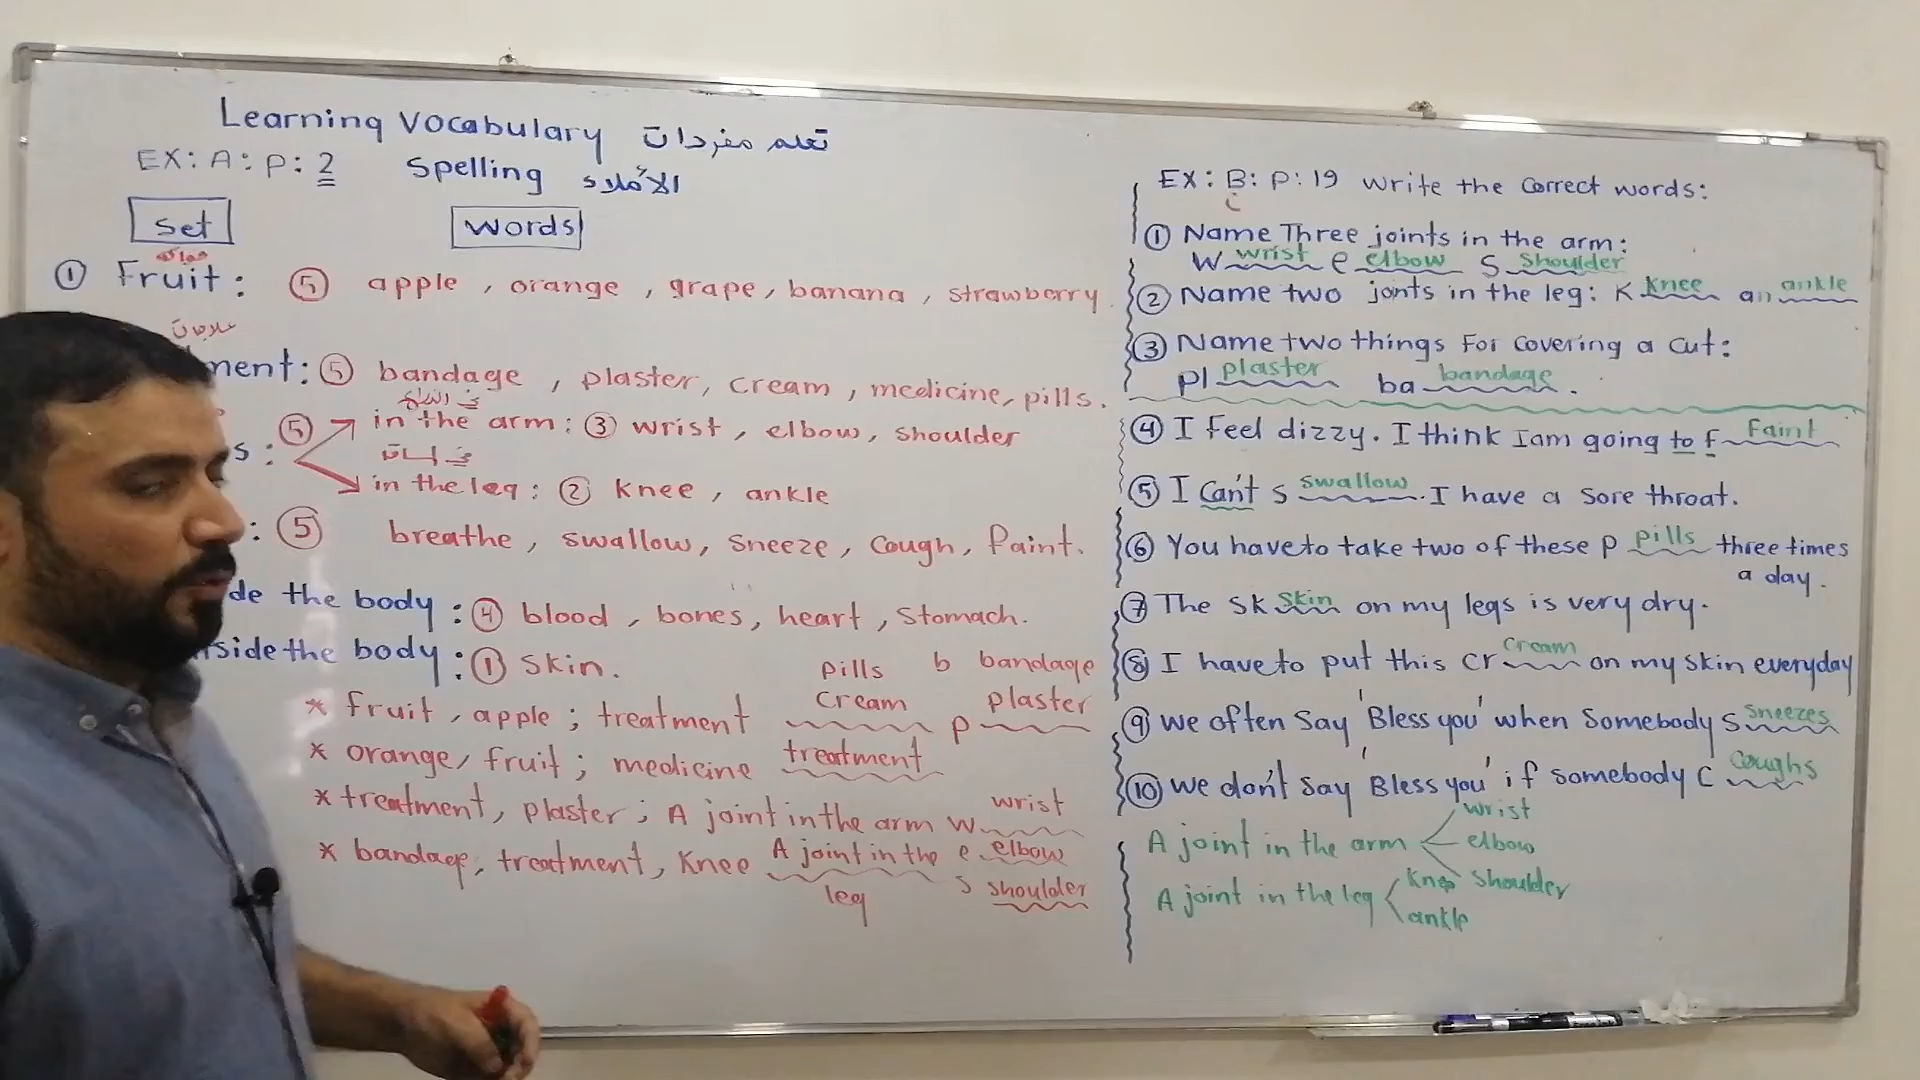 Learning Vocabulary تعلم مفردات
EX: A: P: 2 Spelling الأملاء
Set Words
فواكه
① Fruit: ⑤ apple, orange, grape, banana, strawberry.
علاجات
ment: ⑤ bandage, plaster, cream, medicine, pills.
في الذراع
s: ⑤ in the arm: ③ wrist, elbow, shoulder
في الساق
in the leg: ② knee, ankle
: ⑤ breathe, swallow, sneeze, cough, faint.
de the body: ④ blood, bones, heart, stomach.
side the body: ① skin.
pills b bandage
* fruit, apple; treatment cream p plaster
* orange, fruit; medicine treatment
* treatment, plaster; A joint in the arm w wrist
* bandage, treatment, knee A joint in the e elbow
leg s shoulder
EX: B: P:19 write the correct words:
C
① Name Three joints in the arm:
W wrist e elbow S Shoulder
② Name two jonts in the leg: K Knee an ankle
③ Name two things For covering a cut:
pl plaster ba bandage.
④ I feel dizzy. I think I am going to f Faint
⑤ I Can't s swallow. I have a sore throat.
⑥ You have to take two of these p pills three times
a day.
⑦ The sk Skin on my legs is very dry.
⑧ I have to put this cr Cream on my skin everyday
⑨ we often Say 'Bless you' when Somebody S Sneezes
⑩ we don't Say 'Bless you' if somebody C Coughs
A joint in the arm wrist
elbow
shoulder
A joint in the leg knee
ankle